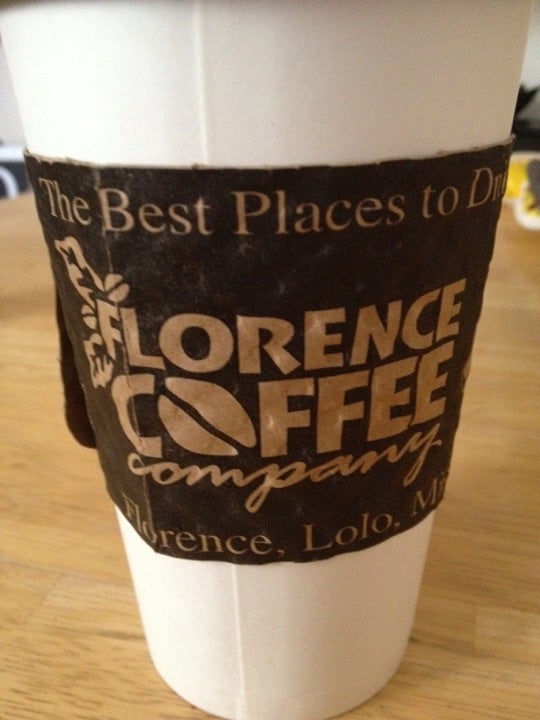 The Best Places to
FLORENCE
COFFEE
company
Florence, Lolo,